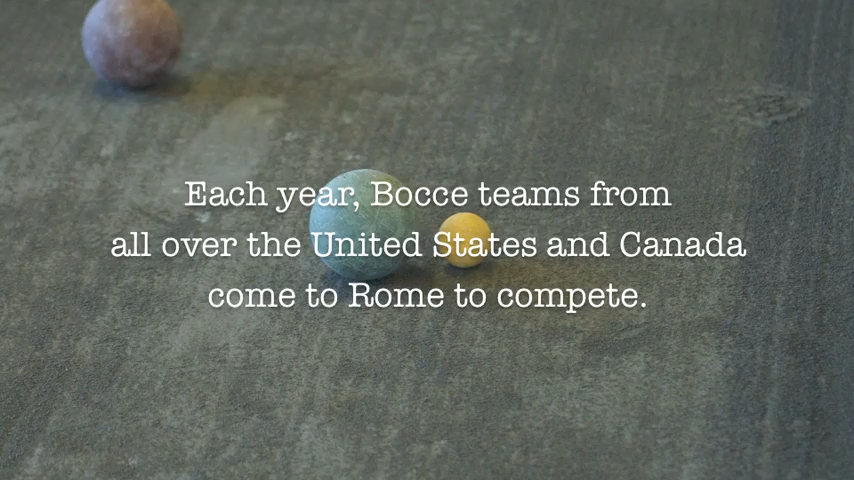 Each year, Bocce teams from
all over the United States and Canada
come to Rome to compete.